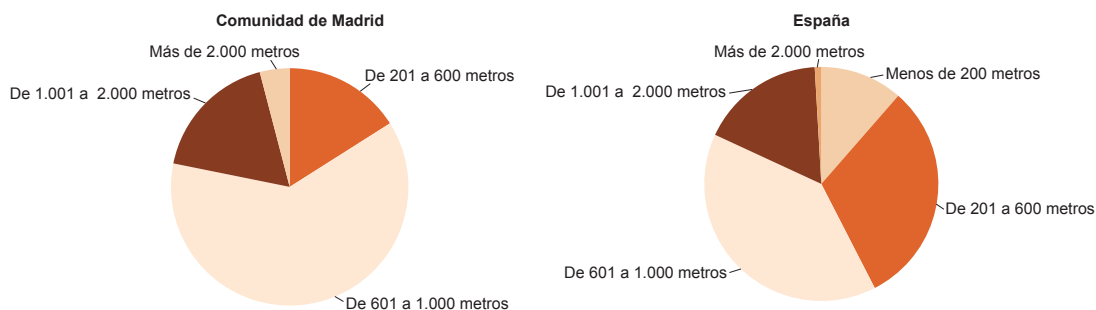 Comunidad de Madrid
Más de 2.000 metros
De 201 a 600 metros
De 1.001 a  2.000 metros
De 601 a 1.000 metros
España
Más de 2.000 metros
Menos de 200 metros
De 1.001 a  2.000 metros
De 201 a 600 metros
De 601 a 1.000 metros